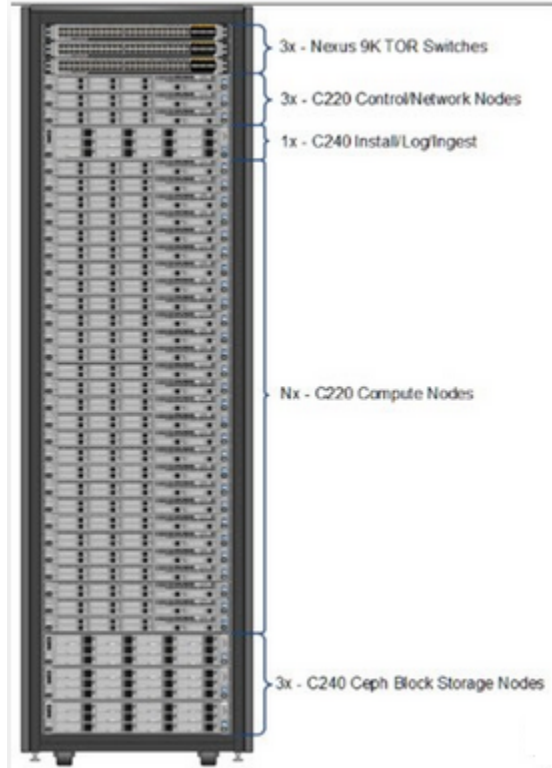 3x - Nexus 9K TOR Switches
3x - C220 Control/Network Nodes
1x - C240 Install/Log/Ingest
Nx - C220 Compute Nodes
3x - C240 Ceph Block Storage Nodes